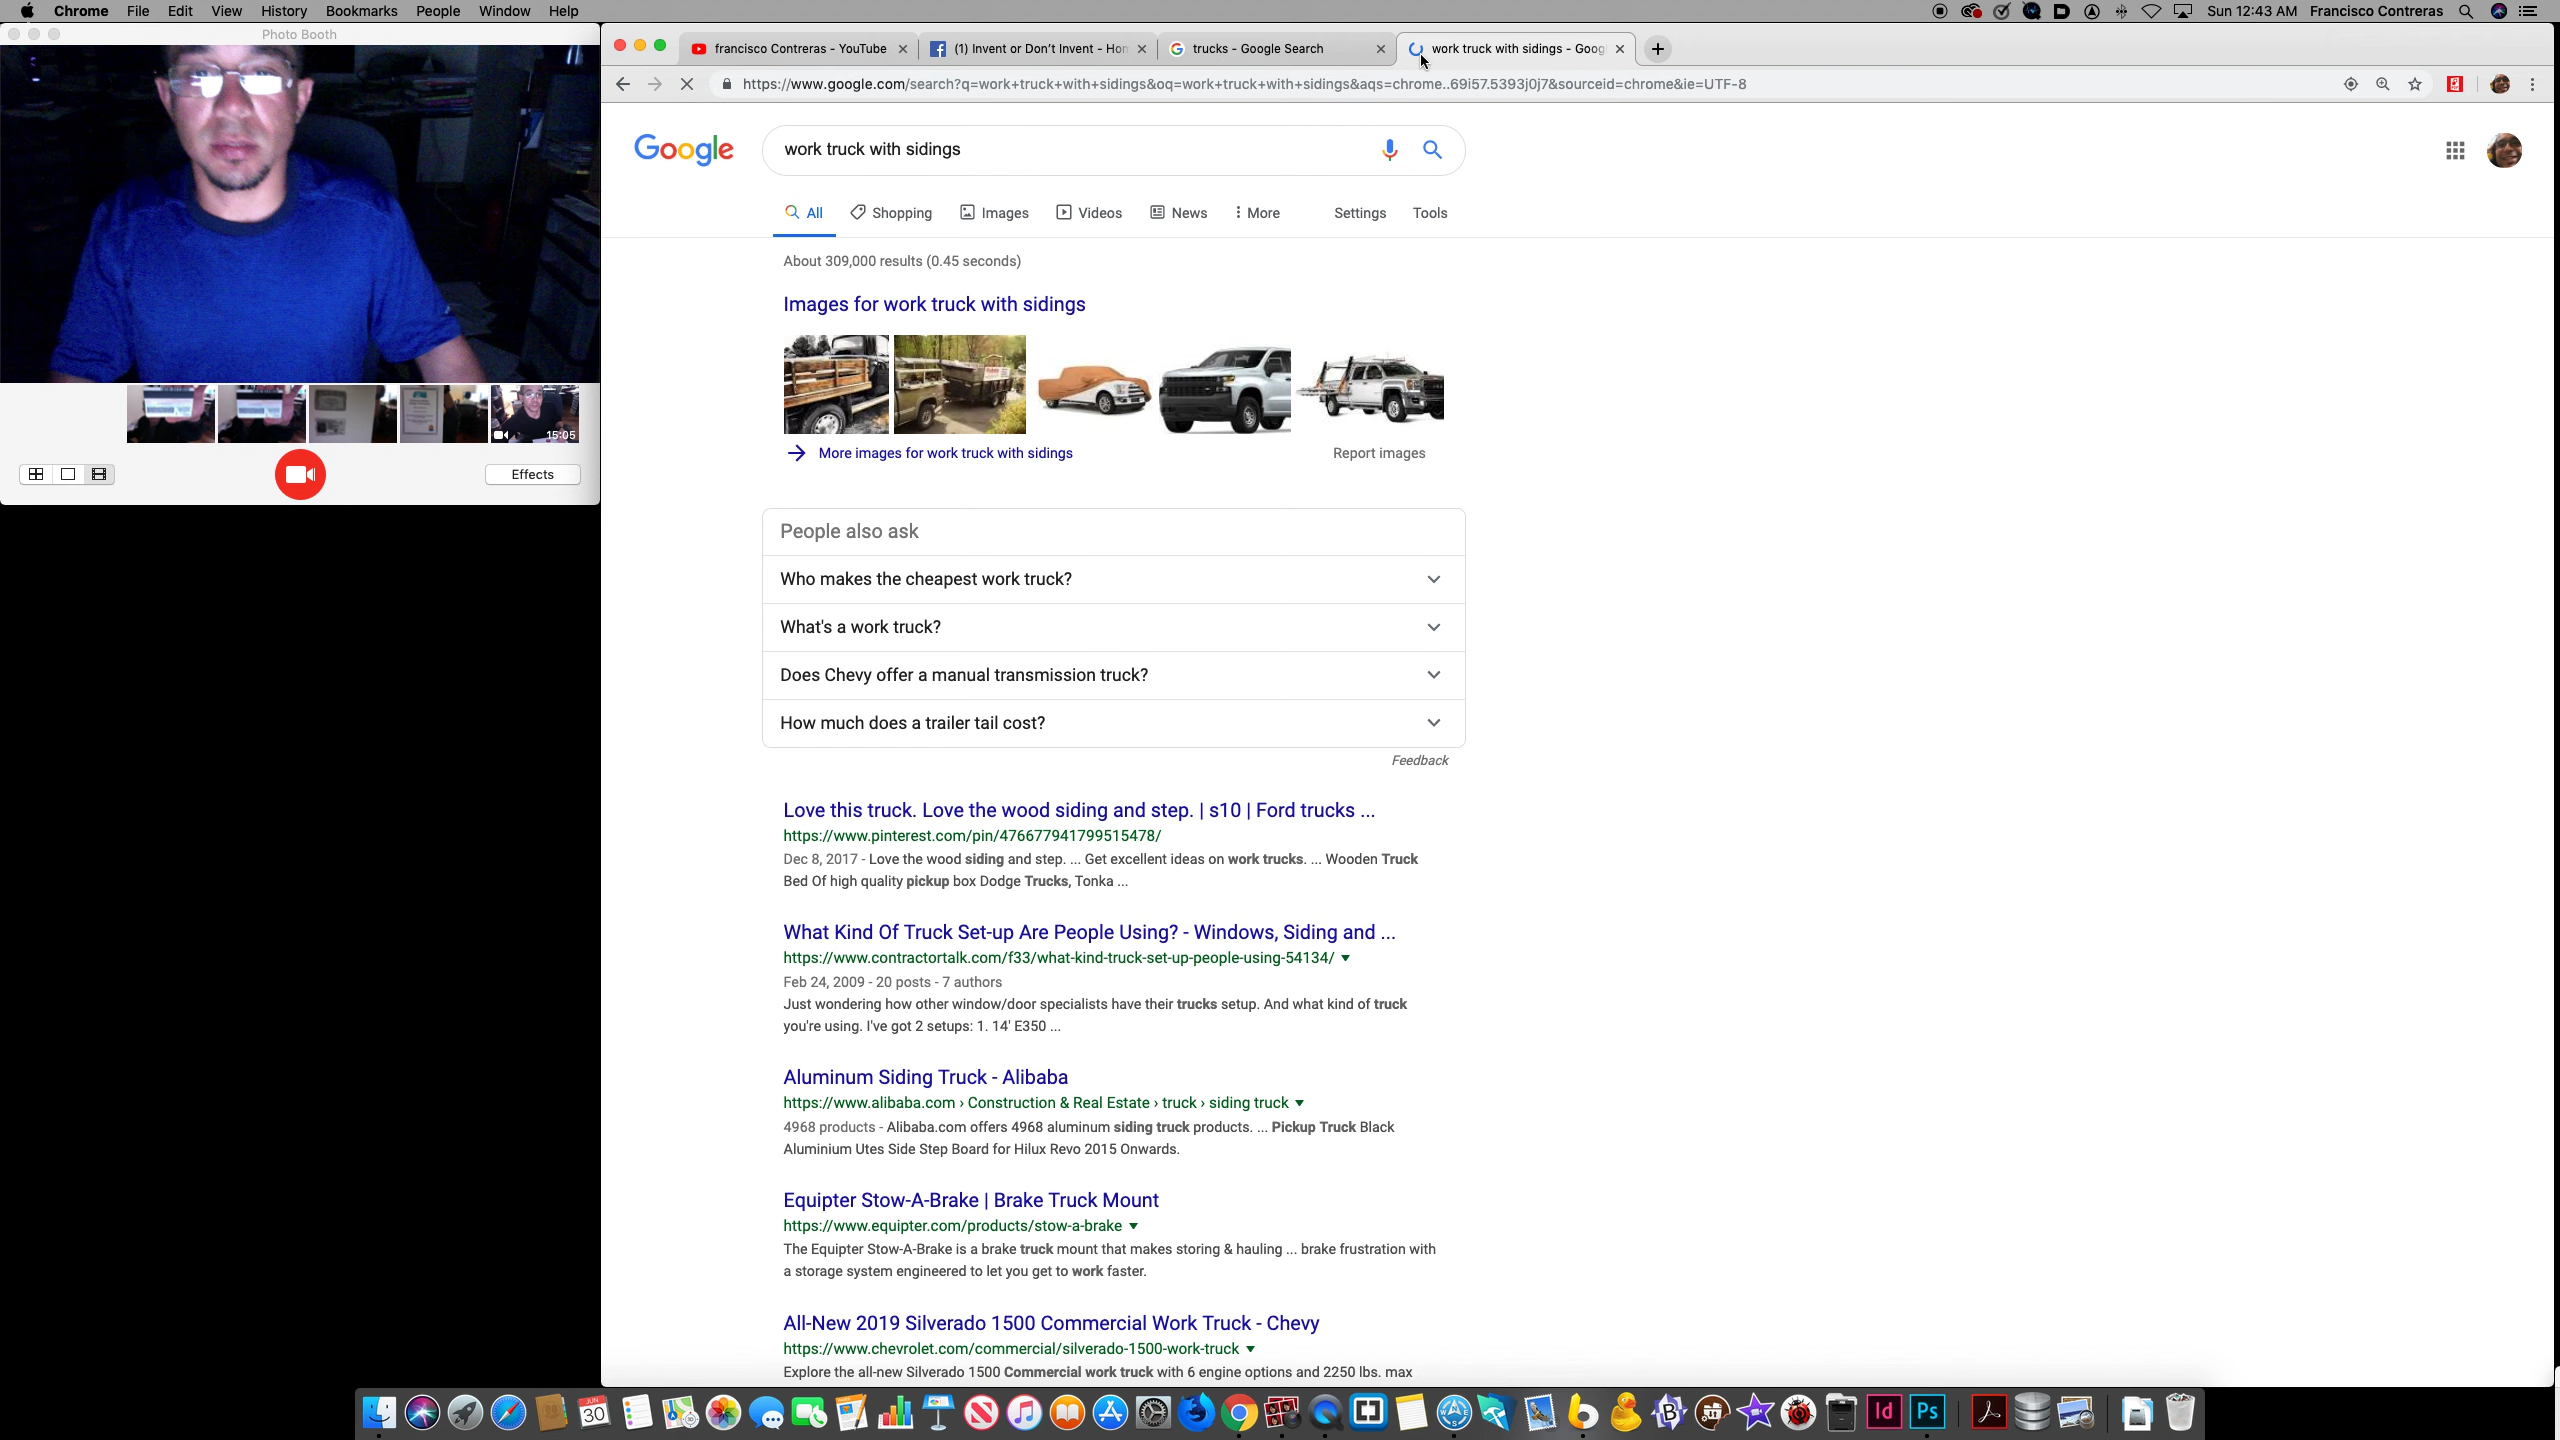 Chrome File Edit View History Bookmarks People Window Help
Sun 12:43 AM Francisco Contreras
Photo Booth
15:05
Effects
francisco Contreras - YouTube
(1) Invent or Don't Invent - Hom
trucks - Google Search
work truck with sidings - Goog
https://www.google.com/search?q=work+truck+with+sidings&oq=work+truck+with+sidings&aqs=chrome..69i57.5393j0j7&sourceid=chrome&ie=UTF-8
Google
work truck with sidings
All Shopping Images Videos News More Settings Tools
About 309,000 results (0.45 seconds)
Images for work truck with sidings
More images for work truck with sidings
Report images
People also ask
Who makes the cheapest work truck?
What's a work truck?
Does Chevy offer a manual transmission truck?
How much does a trailer tail cost?
Feedback
Love this truck. Love the wood siding and step. | s10 | Ford trucks ...
https://www.pinterest.com/pin/476677941799515478/
Dec 8, 2017 - Love the wood siding and step. ... Get excellent ideas on work trucks. ... Wooden Truck
Bed Of high quality pickup box Dodge Trucks, Tonka ...
What Kind Of Truck Set-up Are People Using? - Windows, Siding and ...
https://www.contractortalk.com/f33/what-kind-truck-set-up-people-using-54134/
Feb 24, 2009 - 20 posts - 7 authors
Just wondering how other window/door specialists have their trucks setup. And what kind of truck
you're using. I've got 2 setups: 1. 14' E350 ...
Aluminum Siding Truck - Alibaba
https://www.alibaba.com › Construction & Real Estate › truck › siding truck
4968 products - Alibaba.com offers 4968 aluminum siding truck products. ... Pickup Truck Black
Aluminium Utes Side Step Board for Hilux Revo 2015 Onwards.
Equipter Stow-A-Brake | Brake Truck Mount
https://www.equipter.com/products/stow-a-brake
The Equipter Stow-A-Brake is a brake truck mount that makes storing & hauling ... brake frustration with
a storage system engineered to let you get to work faster.
All-New 2019 Silverado 1500 Commercial Work Truck - Chevy
https://www.chevrolet.com/commercial/silverado-1500-work-truck
Explore the all-new Silverado 1500 Commercial work truck with 6 engine options and 2250 lbs. max
JUN
30
Id
Ps